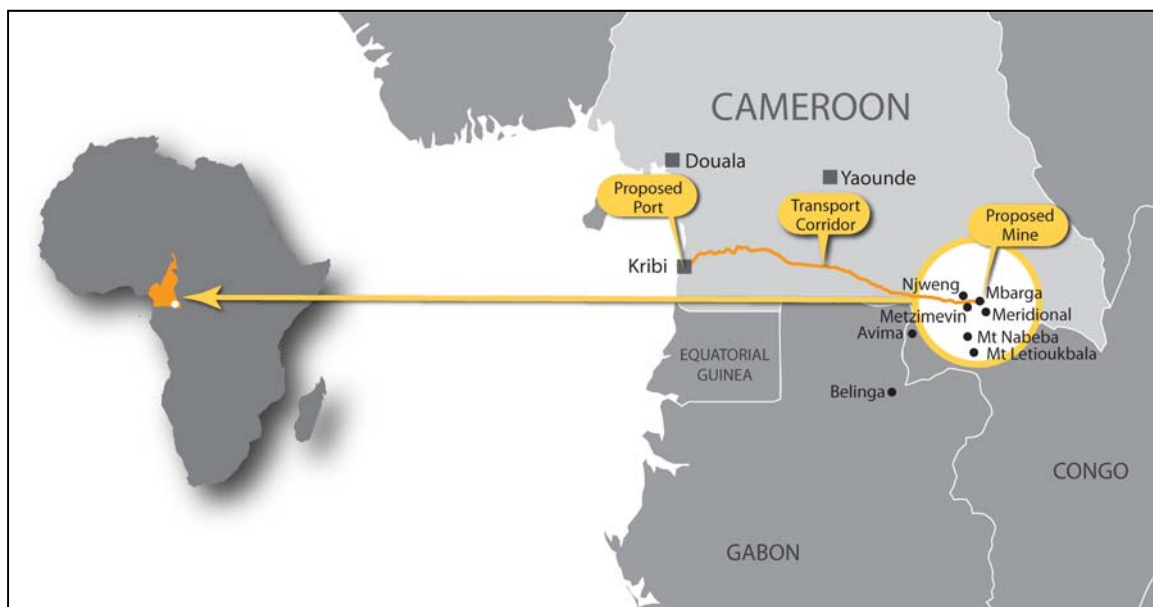 CAMEROON
Douala
Yaounde
Proposed
Port
Transport
Corridor
Proposed
Mine
Kribi
Njweng
Mbarga
Metzimevin
Meridional
Avima
Mt Nabeba
Mt Letioukbala
EQUATORIAL
GUINEA
Belinga
CONGO
GABON